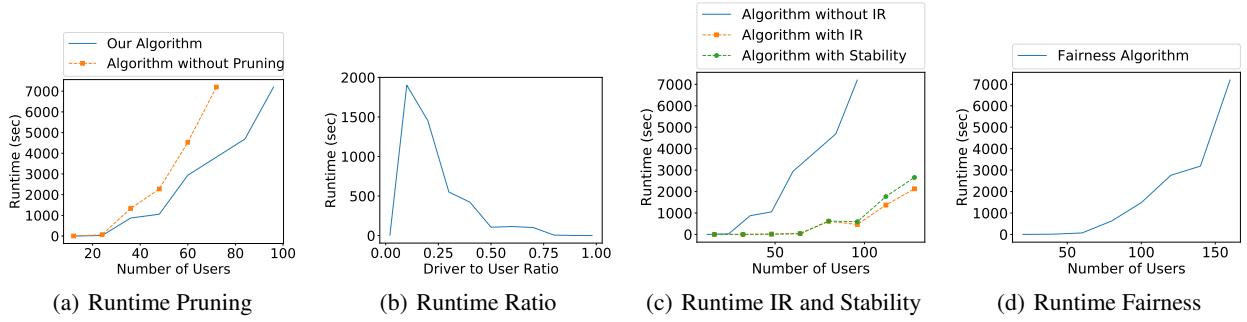 Our Algorithm
Algorithm without Pruning
7000
6000
5000
4000
3000
2000
1000
0
Runtime (sec)
20 40 60 80 100
Number of Users
(a) Runtime Pruning
2000
1500
1000
500
0
Runtime (sec)
0.00 0.25 0.50 0.75 1.00
Driver to User Ratio
(b) Runtime Ratio
Algorithm without IR
Algorithm with IR
Algorithm with Stability
7000
6000
5000
4000
3000
2000
1000
0
Runtime (sec)
50 100
Number of Users
(c) Runtime IR and Stability
Fairness Algorithm
7000
6000
5000
4000
3000
2000
1000
0
Runtime (sec)
50 100 150
Number of Users
(d) Runtime Fairness